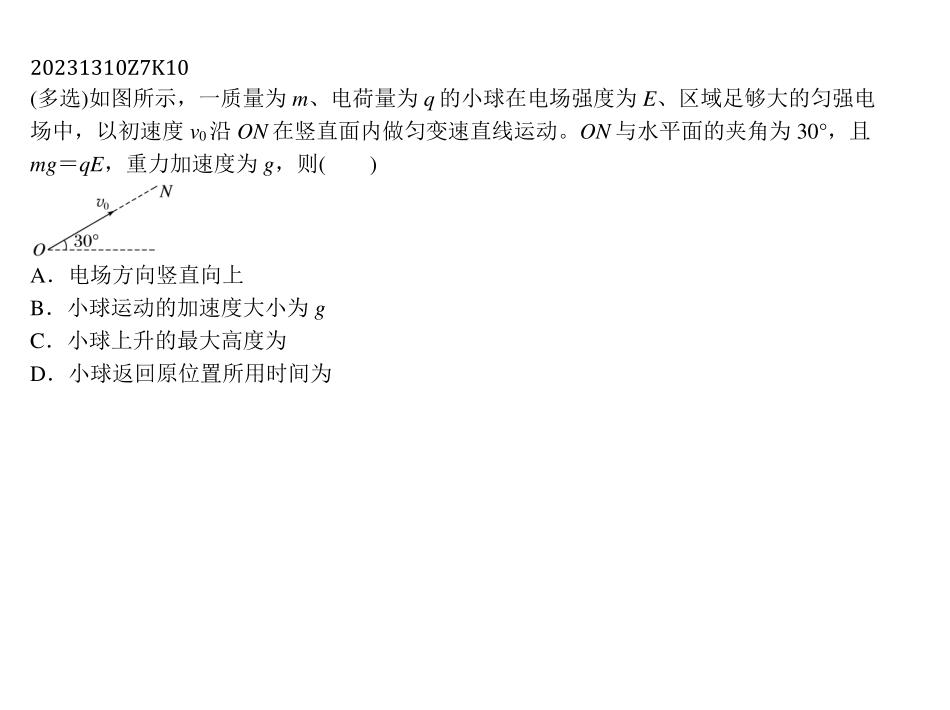 20231310Z7K10
(多选)如图所示，一质量为 m、电荷量为 q 的小球在电场强度为 E、区域足够大的匀强电
场中，以初速度 v₀沿 ON 在竖直面内做匀变速直线运动。ON 与水平面的夹角为 30°，且
mg＝qE，重力加速度为 g，则(　　)
N
v₀
30°
O
A．电场方向竖直向上
B．小球运动的加速度大小为 g
C．小球上升的最大高度为
D．小球返回原位置所用时间为